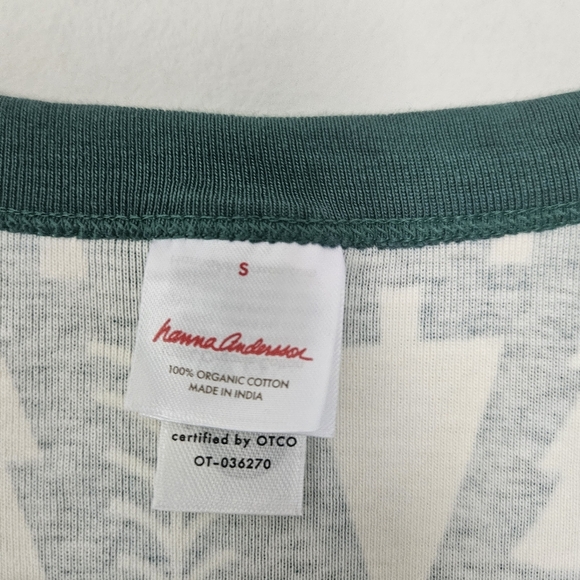 S
hanna Andersson
100% ORGANIC COTTON
MADE IN INDIA
certified by OTCO
OT-036270